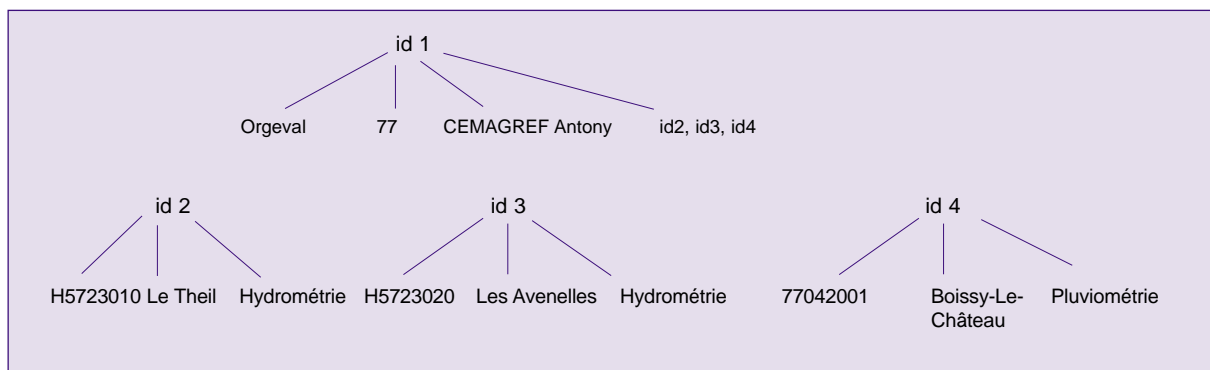 id 1
Orgeval 77 CEMAGREF Antony id2, id3, id4
id 2 id 3 id 4
H5723010 Le Theil Hydrométrie H5723020 Les Avenelles Hydrométrie 77042001 Boissy-Le- Pluviométrie
Château